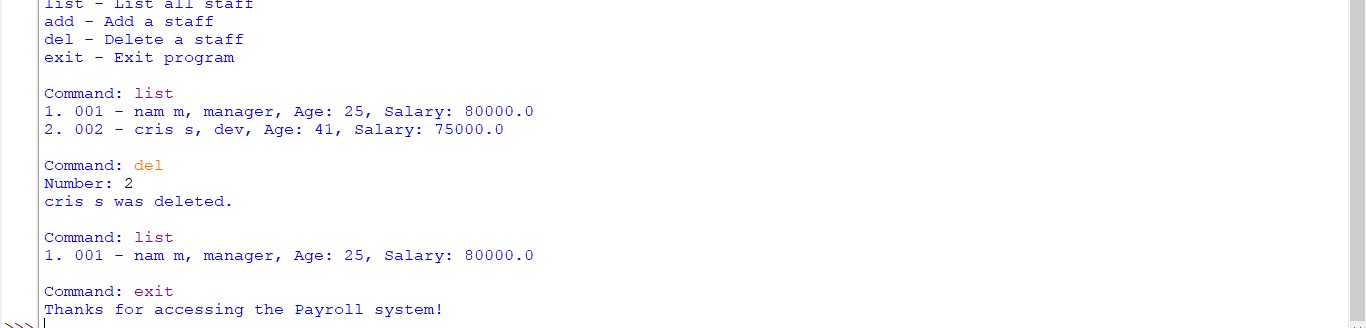 list - List all staff
add - Add a staff
del - Delete a staff
exit - Exit program
Command: list
1. 001 - nam m, manager, Age: 25, Salary: 80000.0
2. 002 - cris s, dev, Age: 41, Salary: 75000.0
Command: del
Number: 2
cris s was deleted.
Command: list
1. 001 - nam m, manager, Age: 25, Salary: 80000.0
Command: exit
Thanks for accessing the Payroll system!
>>>